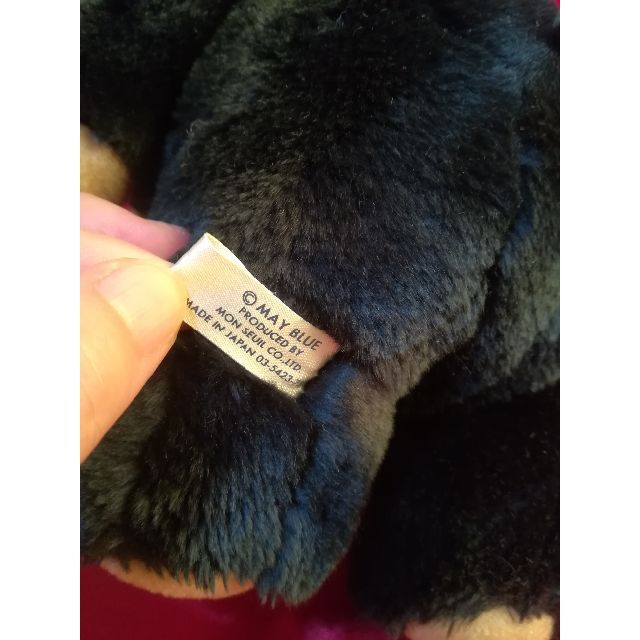 © MAY BLUE
PRODUCED BY
MON SEUIL CO.,LTD.
MADE IN JAPAN 03-5423-